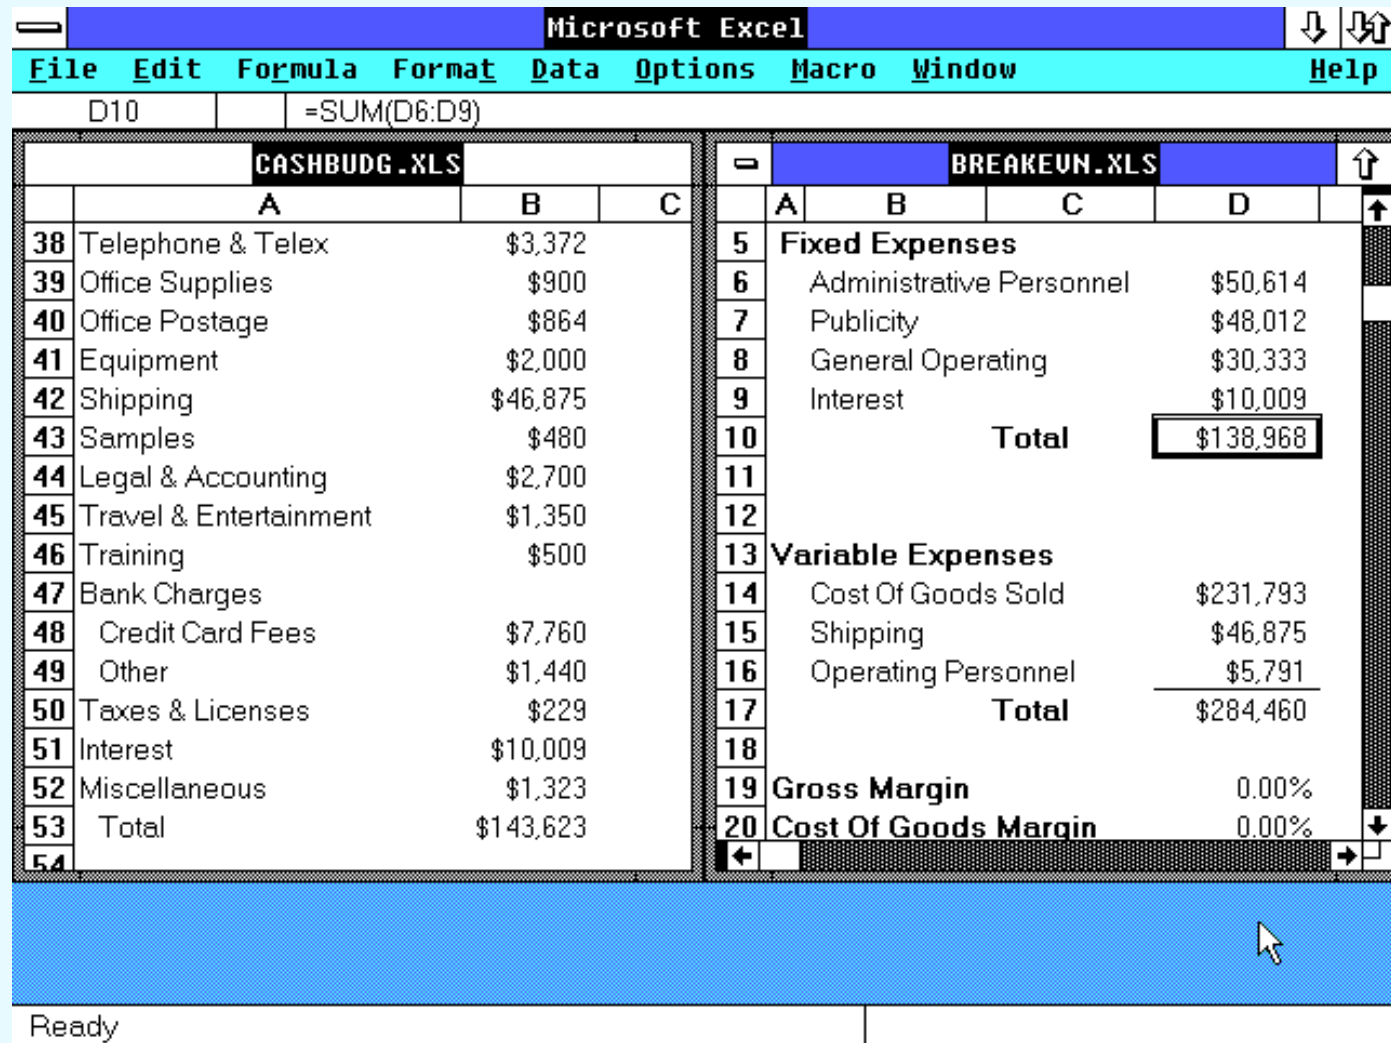 Microsoft Excel
File Edit Formula Format Data Options Macro Window Help
D10 =SUM(D6:D9)
CASHBUDG.XLS
A B C
38 Telephone & Telex $3,372
39 Office Supplies $900
40 Office Postage $864
41 Equipment $2,000
42 Shipping $46,875
43 Samples $480
44 Legal & Accounting $2,700
45 Travel & Entertainment $1,350
46 Training $500
47 Bank Charges
48 Credit Card Fees $7,760
49 Other $1,440
50 Taxes & Licenses $229
51 Interest $10,009
52 Miscellaneous $1,323
53 Total $143,623
54
BREAKEVN.XLS
A B C D
5 Fixed Expenses
6 Administrative Personnel $50,614
7 Publicity $48,012
8 General Operating $30,333
9 Interest $10,009
10 Total $138,968
11
12
13 Variable Expenses
14 Cost Of Goods Sold $231,793
15 Shipping $46,875
16 Operating Personnel $5,791
17 Total $284,460
18
19 Gross Margin 0.00%
20 Cost Of Goods Margin 0.00%
Ready